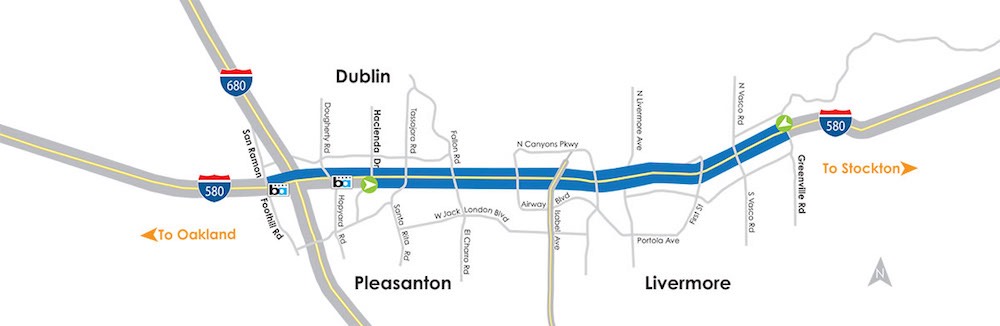 680
Dublin
San Ramon
Foothill Rd
Dougherty Rd
Hopyard Rd
Hacienda Dr
Tassajara Rd
Santa
Rita Rd
Fallon Rd
El Charro Rd
W Jack London Blvd
N Canyons Pkwy
Airway Blvd
Isabel Ave
N Livermore Ave
Portola Ave
First St
N Vasco Rd
S Vasco Rd
Greenville Rd
580
To Stockton
580
ba
ba
To Oakland
Pleasanton
Livermore
N